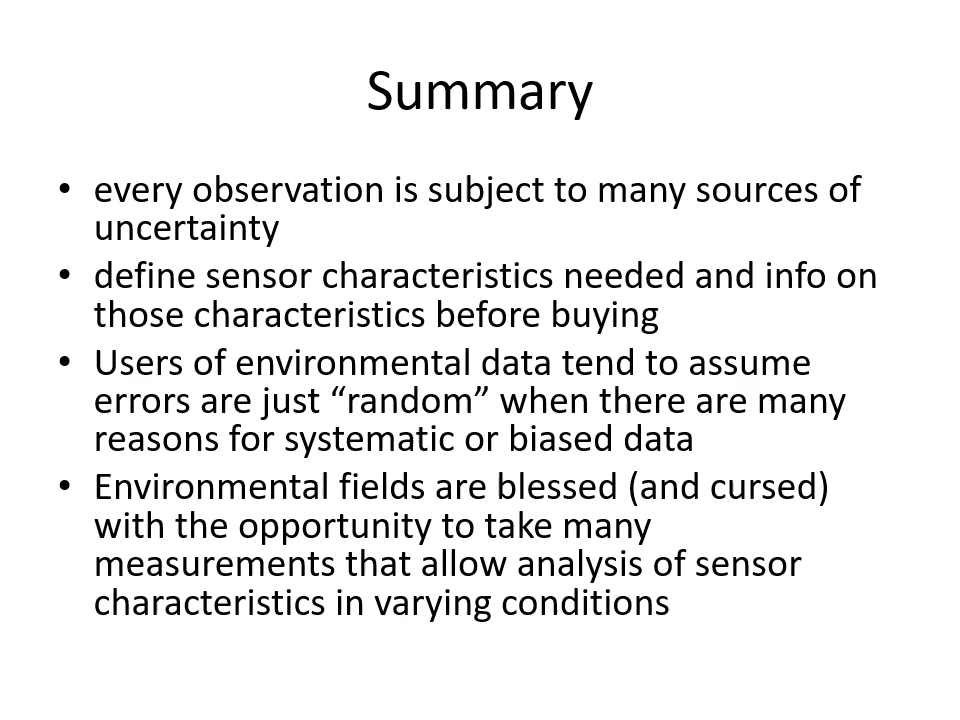 Summary
• every observation is subject to many sources of
uncertainty
• define sensor characteristics needed and info on
those characteristics before buying
• Users of environmental data tend to assume
errors are just “random” when there are many
reasons for systematic or biased data
• Environmental fields are blessed (and cursed)
with the opportunity to take many
measurements that allow analysis of sensor
characteristics in varying conditions